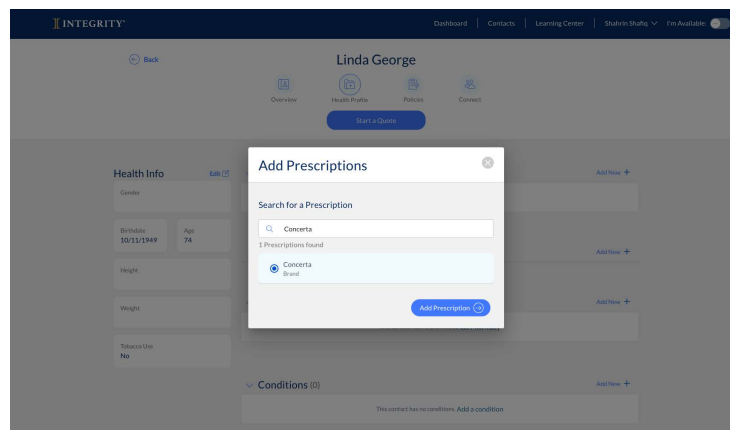 INTEGRITY
Dashboard
Contacts
Learning Center
Shahrin Shafiq
I'm Available:
Back
Linda George
Overview
Health Profile
Policies
Connect
Start a Quote
Health Info
Edit
Gender
Birthdate
10/11/1949
Age
74
Height
Weight
Tobacco Use
No
Add New +
Add New +
Add New +
Add Prescriptions
Search for a Prescription
Concerta
1 Prescriptions found
Concerta
Brand
Add Prescription
Conditions (0)
Add New +
This contact has no conditions. Add a condition